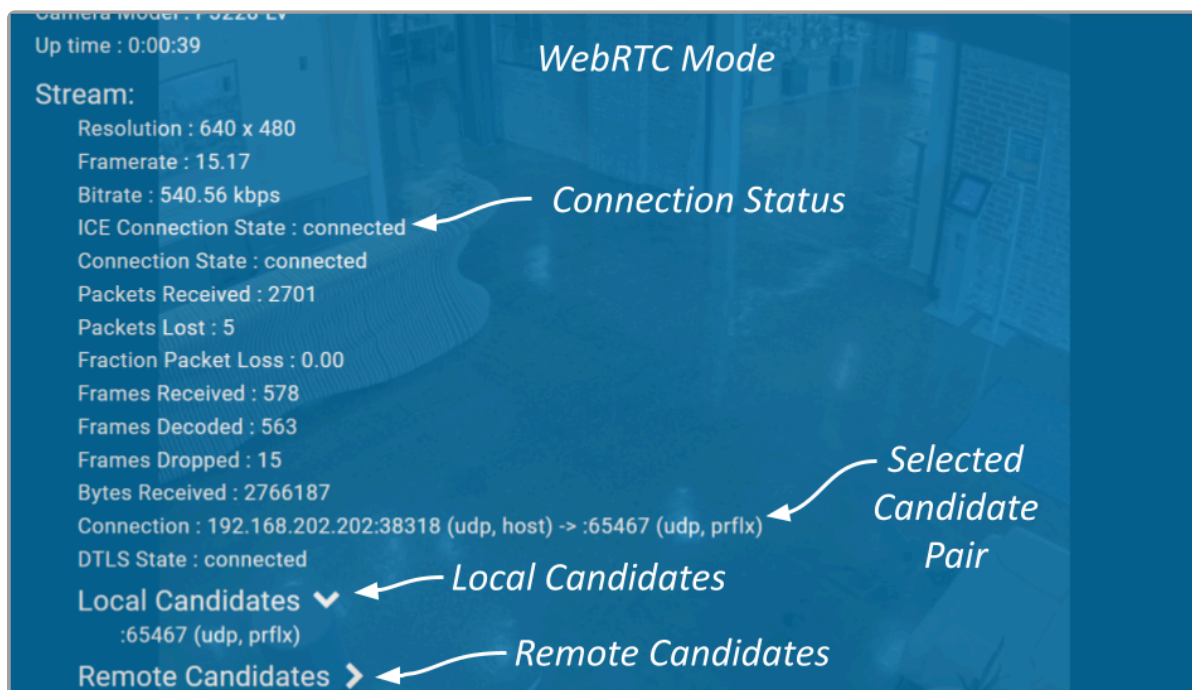 Camera Model : P3228-LV
Up time : 0:00:39
WebRTC Mode
Stream:
Resolution : 640 x 480
Framerate : 15.17
Bitrate : 540.56 kbps
Connection Status
ICE Connection State : connected
Connection State : connected
Packets Received : 2701
Packets Lost : 5
Fraction Packet Loss : 0.00
Frames Received : 578
Frames Decoded : 563
Frames Dropped : 15
Selected
Candidate
Pair
Bytes Received : 2766187
Connection : 192.168.202.202:38318 (udp, host) -> :65467 (udp, prflx)
DTLS State : connected
Local Candidates
Local Candidates
:65467 (udp, prflx)
Remote Candidates
Remote Candidates